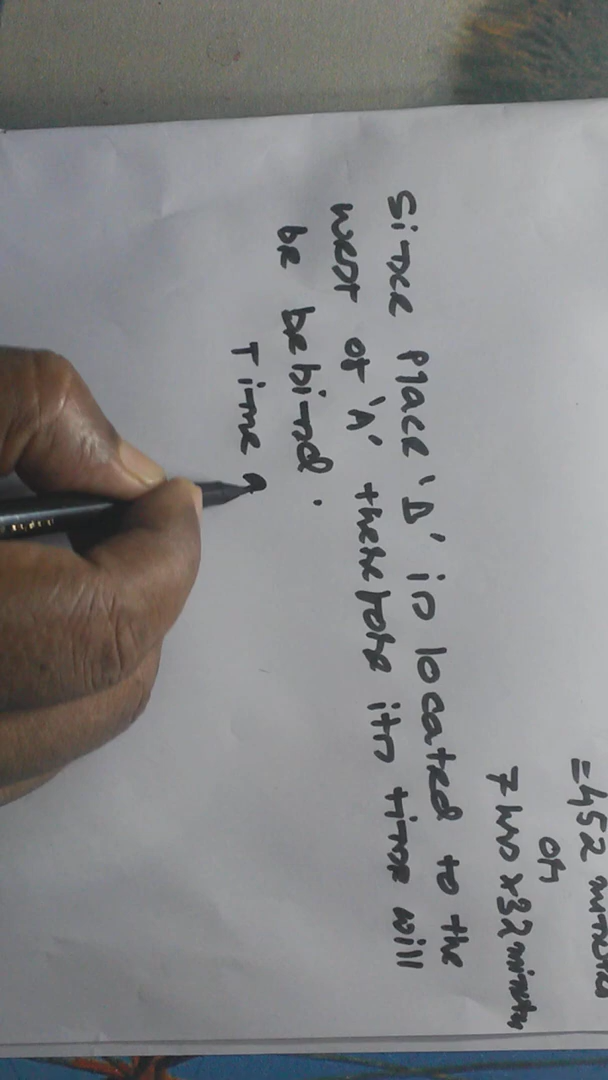 = 452 minutes
or
7 hrs x 32 minutes
Since place 'B' is located to the
west of 'A' therefore its time will
be behind.
Time a